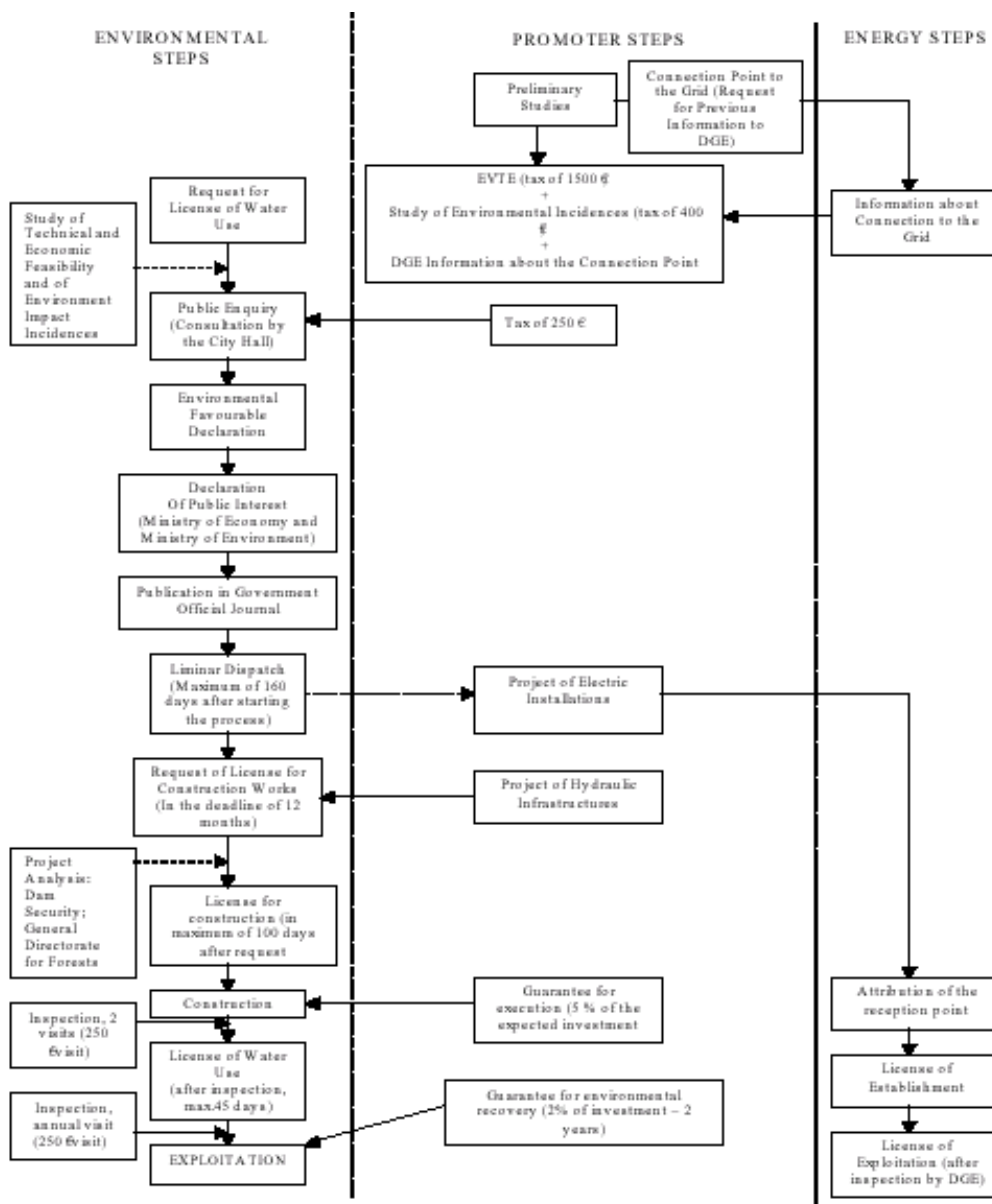 ENVIRONMENTAL
STEPS
PROMOTER STEPS
ENERGY STEPS
Preliminary
Studies
Connection Point to
the Grid (Request
for Previous
Information to
DGE)
EVTE (tax of 1500 €)
+
Study of Environmental Incidences (tax of 400
€)
+
DGE Information about the Connection Point
Information about
Connection to the
Grid
Request for
License of Water
Use
Study of
Technical and
Economic
Feasibility
and of
Environment
Impact
Incidences
Public Enquiry
(Consultation by
the City Hall)
Tax of 250 €
Environmental
Favourable
Declaration
Declaration
Of Public Interest
(Ministry of Economy and
Ministry of Environment)
Publication in Government
Official Journal
Liminar Dispatch
(Maximum of 160
days after starting
the process)
Project of Electric
Installations
Request of License for
Construction Works
(In the deadline of 12
months)
Project of Hydraulic
Infrastructures
Project
Analysis:
Dam
Security;
General
Directorate
for Forests
License for
construction (in
maximum of 100 days
after request
Construction
Guarantee for
execution (5 % of the
expected investment
Attribution of the
reception point
Inspection, 2
visits (250
€/visit)
License of Water
Use
(after inspection,
max.45 days)
License of
Establishment
Inspection,
annual visit
(250 €/visit)
Guarantee for environmental
recovery (2% of investment – 2
years)
EXPLOITATION
License of
Exploitation (after
inspection by DGE)